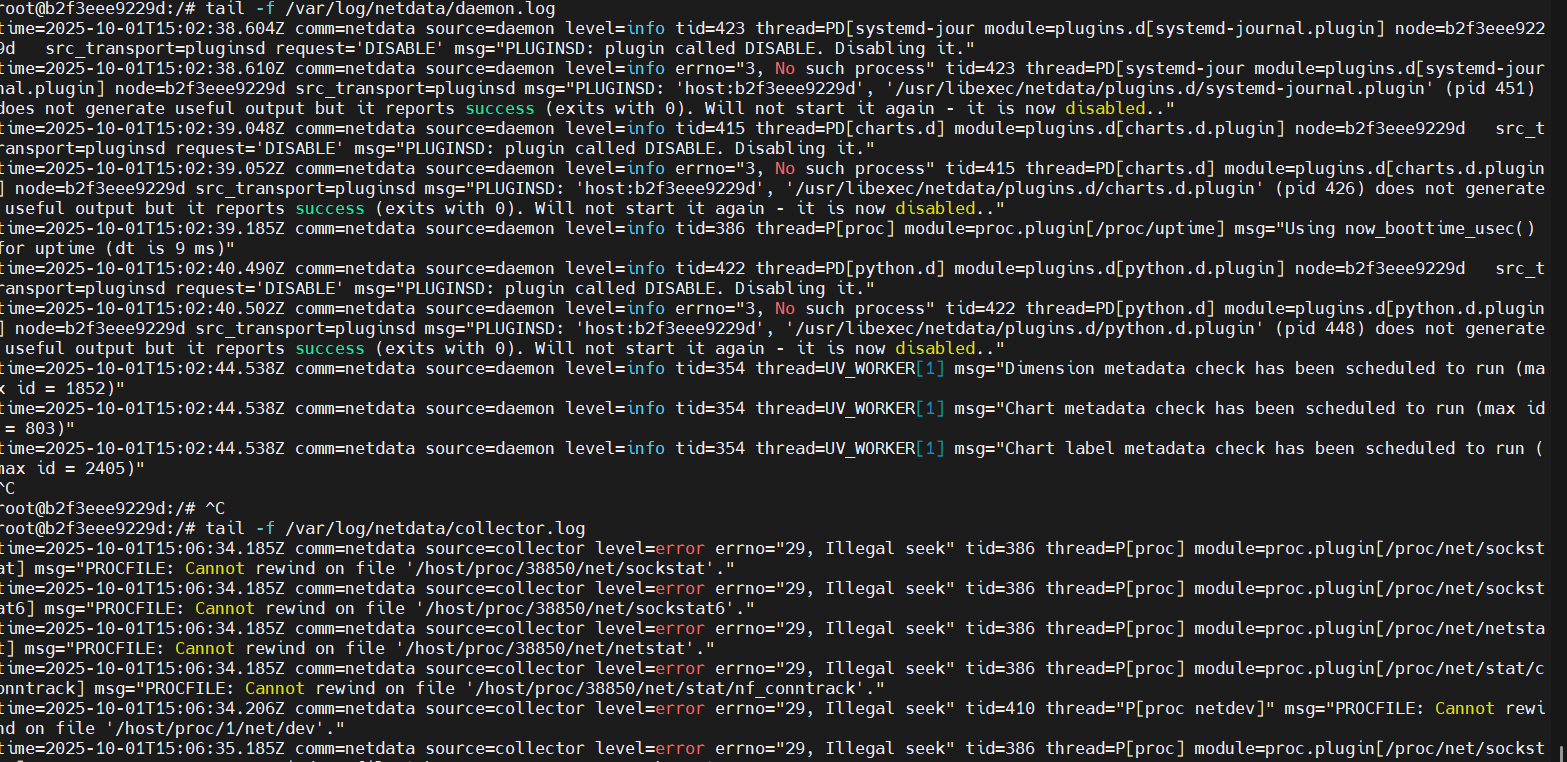 root@b2f3eee9229d:/# tail -f /var/log/netdata/daemon.log
time=2025-10-01T15:02:38.604Z comm=netdata source=daemon level=info tid=423 thread=PD[systemd-jour module=plugins.d[systemd-journal.plugin] node=b2f3eee922
9d   src_transport=pluginsd request='DISABLE' msg="PLUGINSD: plugin called DISABLE. Disabling it."
time=2025-10-01T15:02:38.610Z comm=netdata source=daemon level=info errno="3, No such process" tid=423 thread=PD[systemd-jour module=plugins.d[systemd-jour
nal.plugin] node=b2f3eee9229d src_transport=pluginsd msg="PLUGINSD: 'host:b2f3eee9229d', '/usr/libexec/netdata/plugins.d/systemd-journal.plugin' (pid 451)
does not generate useful output but it reports success (exits with 0). Will not start it again - it is now disabled.."
time=2025-10-01T15:02:39.048Z comm=netdata source=daemon level=info tid=415 thread=PD[charts.d] module=plugins.d[charts.d.plugin] node=b2f3eee9229d   src_t
ransport=pluginsd request='DISABLE' msg="PLUGINSD: plugin called DISABLE. Disabling it."
time=2025-10-01T15:02:39.052Z comm=netdata source=daemon level=info errno="3, No such process" tid=415 thread=PD[charts.d] module=plugins.d[charts.d.plugin
] node=b2f3eee9229d src_transport=pluginsd msg="PLUGINSD: 'host:b2f3eee9229d', '/usr/libexec/netdata/plugins.d/charts.d.plugin' (pid 426) does not generate
useful output but it reports success (exits with 0). Will not start it again - it is now disabled.."
time=2025-10-01T15:02:39.185Z comm=netdata source=daemon level=info tid=386 thread=P[proc] module=proc.plugin[/proc/uptime] msg="Using now_boottime_usec()
for uptime (dt is 9 ms)"
time=2025-10-01T15:02:40.490Z comm=netdata source=daemon level=info tid=422 thread=PD[python.d] module=plugins.d[python.d.plugin] node=b2f3eee9229d   src_t
ransport=pluginsd request='DISABLE' msg="PLUGINSD: plugin called DISABLE. Disabling it."
time=2025-10-01T15:02:40.502Z comm=netdata source=daemon level=info errno="3, No such process" tid=422 thread=PD[python.d] module=plugins.d[python.d.plugin
] node=b2f3eee9229d src_transport=pluginsd msg="PLUGINSD: 'host:b2f3eee9229d', '/usr/libexec/netdata/plugins.d/python.d.plugin' (pid 448) does not generate
useful output but it reports success (exits with 0). Will not start it again - it is now disabled.."
time=2025-10-01T15:02:44.538Z comm=netdata source=daemon level=info tid=354 thread=UV_WORKER[1] msg="Dimension metadata check has been scheduled to run (ma
x id = 1852)"
time=2025-10-01T15:02:44.538Z comm=netdata source=daemon level=info tid=354 thread=UV_WORKER[1] msg="Chart metadata check has been scheduled to run (max id
= 803)"
time=2025-10-01T15:02:44.538Z comm=netdata source=daemon level=info tid=354 thread=UV_WORKER[1] msg="Chart label metadata check has been scheduled to run (
max id = 2405)"
^C
root@b2f3eee9229d:/# ^C
root@b2f3eee9229d:/# tail -f /var/log/netdata/collector.log
time=2025-10-01T15:06:34.185Z comm=netdata source=collector level=error errno="29, Illegal seek" tid=386 thread=P[proc] module=proc.plugin[/proc/net/sockst
at] msg="PROCFILE: Cannot rewind on file '/host/proc/38850/net/sockstat'."
time=2025-10-01T15:06:34.185Z comm=netdata source=collector level=error errno="29, Illegal seek" tid=386 thread=P[proc] module=proc.plugin[/proc/net/sockst
at6] msg="PROCFILE: Cannot rewind on file '/host/proc/38850/net/sockstat6'."
time=2025-10-01T15:06:34.185Z comm=netdata source=collector level=error errno="29, Illegal seek" tid=386 thread=P[proc] module=proc.plugin[/proc/net/netsta
t] msg="PROCFILE: Cannot rewind on file '/host/proc/38850/net/netstat'."
time=2025-10-01T15:06:34.185Z comm=netdata source=collector level=error errno="29, Illegal seek" tid=386 thread=P[proc] module=proc.plugin[/proc/net/stat/c
onntrack] msg="PROCFILE: Cannot rewind on file '/host/proc/38850/net/stat/nf_conntrack'."
time=2025-10-01T15:06:34.206Z comm=netdata source=collector level=error errno="29, Illegal seek" tid=410 thread="P[proc netdev]" msg="PROCFILE: Cannot rewi
nd on file '/host/proc/1/net/dev'."
time=2025-10-01T15:06:35.185Z comm=netdata source=collector level=error errno="29, Illegal seek" tid=386 thread=P[proc] module=proc.plugin[/proc/net/sockst